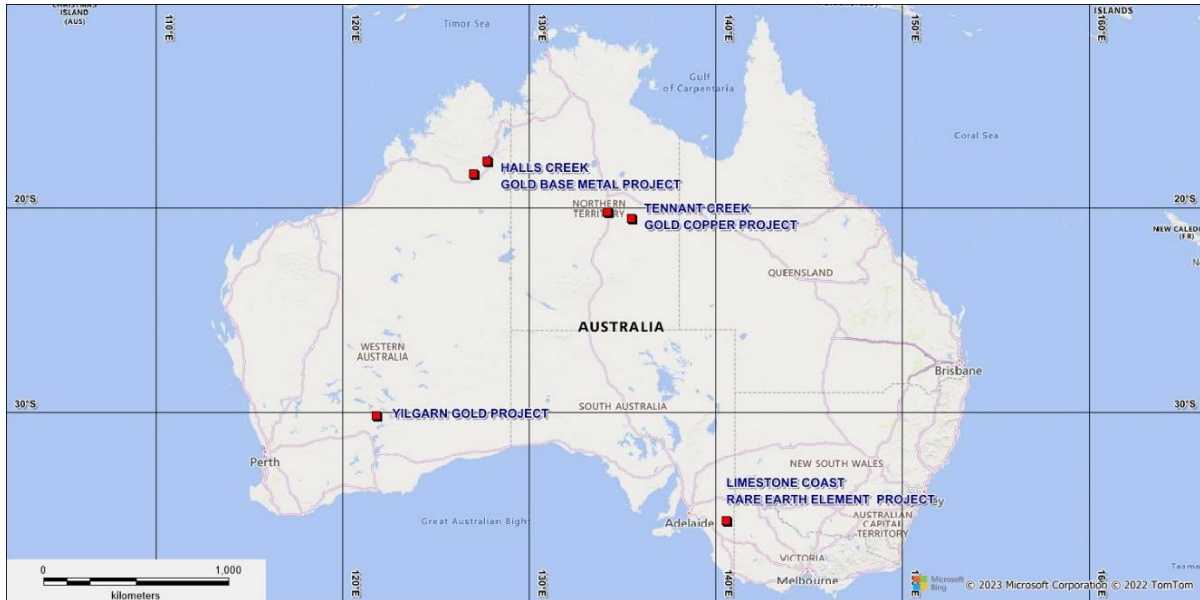 CHRISTMAS
ISLAND
(AUS)
110°E
120°E
130°E
140°E
150°E
160°E
ISLANDS
Timor Sea
Gulf
of Carpentaria
Coral Sea
HALLS CREEK
GOLD BASE METAL PROJECT
20°S
20°S
NORTHERN
TERRITORY
TENNANT CREEK
GOLD COPPER PROJECT
NEW CALED
(FR)
QUEENSLAND
AUSTRALIA
WESTERN
AUSTRALIA
Brisbane
30°S
30°S
YILGARN GOLD PROJECT
SOUTH AUSTRALIA
Perth
NEW SOUTH WALES
LIMESTONE COAST
RARE EARTH ELEMENT PROJECT
Great Australian Bight
Adelaide
AUSTRALIAN
CAPITAL
TERRITORY
VICTORIA
Melbourne
Tasma
0
1,000
kilometers
120°E
130°E
140°E
160°E
Microsoft
Bing
© 2023 Microsoft Corporation © 2022 TomTom